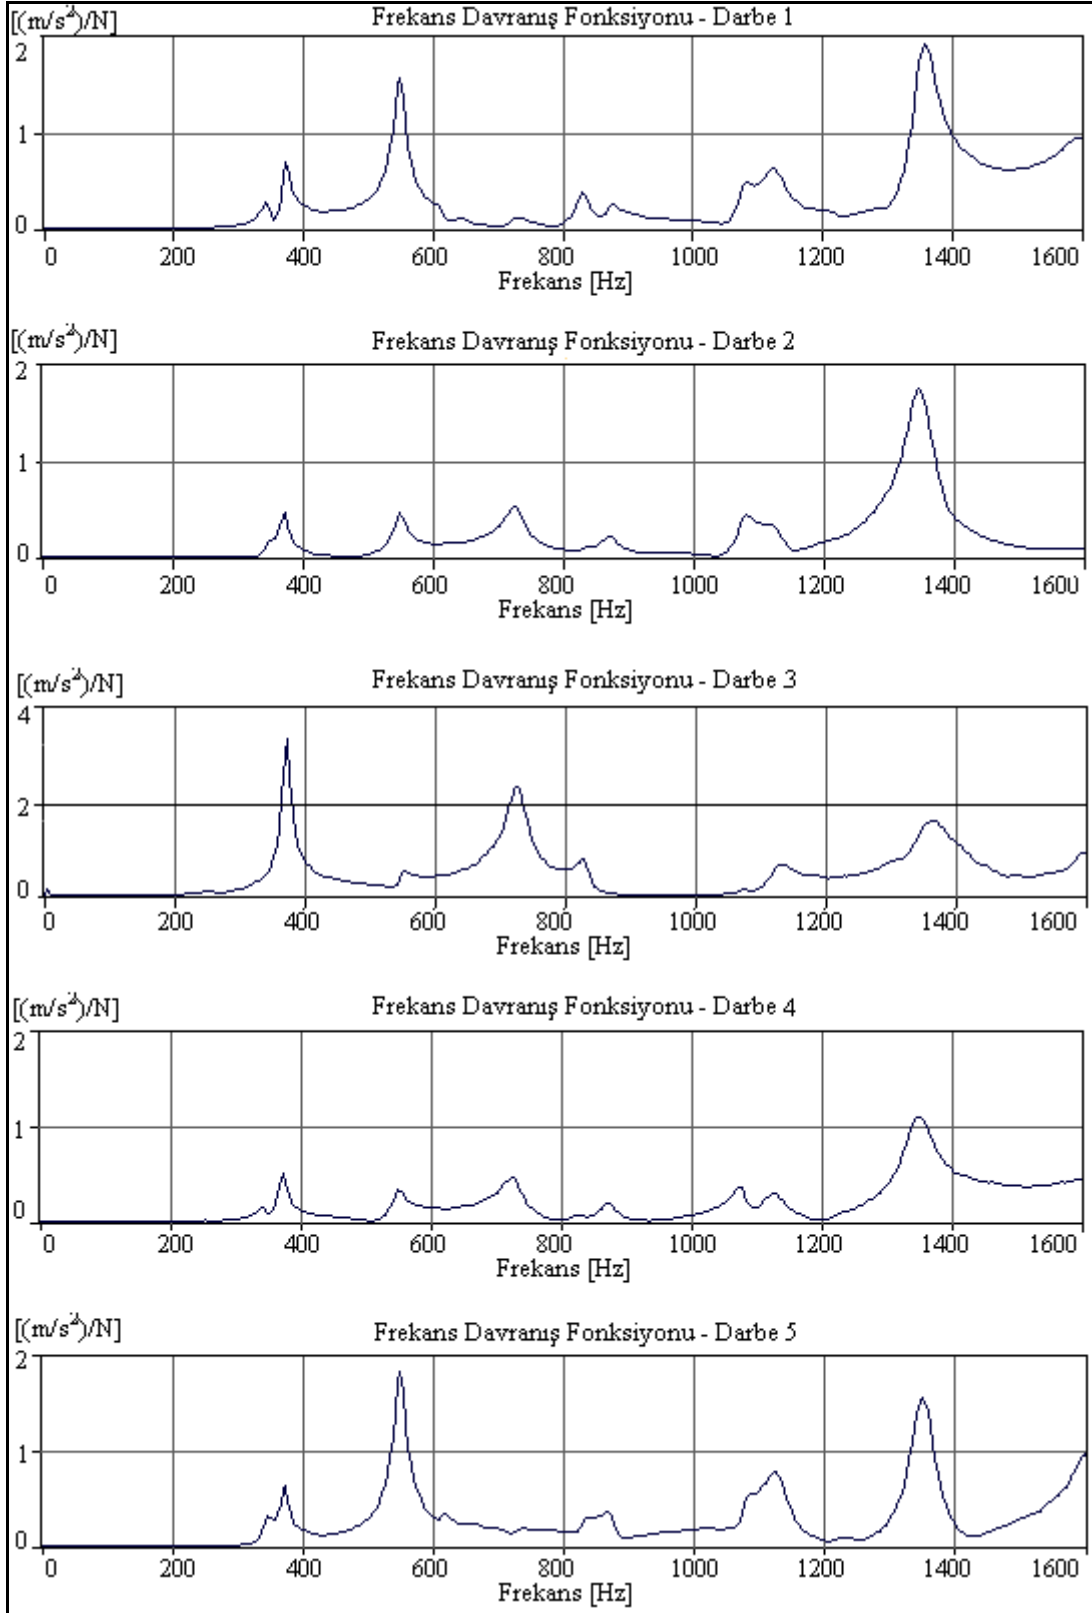 [(m/s²)/N] Frekans Davranış Fonksiyonu - Darbe 1
2
1
0
0 200 400 600 800 1000 1200 1400 1600
Frekans [Hz]
[(m/s²)/N] Frekans Davranış Fonksiyonu - Darbe 2
2
1
0
0 200 400 600 800 1000 1200 1400 1600
Frekans [Hz]
[(m/s²)/N] Frekans Davranış Fonksiyonu - Darbe 3
4
2
0
0 200 400 600 800 1000 1200 1400 1600
Frekans [Hz]
[(m/s²)/N] Frekans Davranış Fonksiyonu - Darbe 4
2
1
0
0 200 400 600 800 1000 1200 1400 1600
Frekans [Hz]
[(m/s²)/N] Frekans Davranış Fonksiyonu - Darbe 5
2
1
0
0 200 400 600 800 1000 1200 1400 1600
Frekans [Hz]